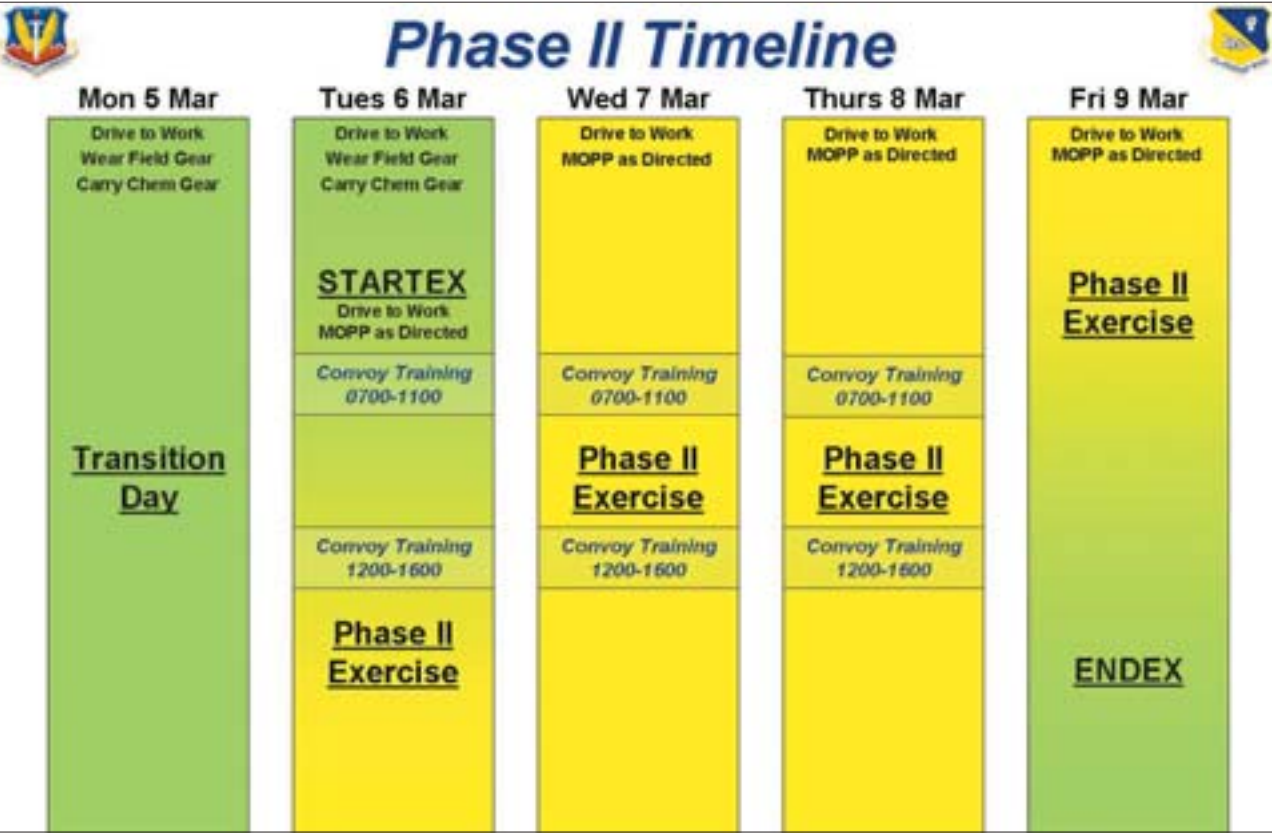 Phase II Timeline
Mon 5 Mar
Drive to Work
Wear Field Gear
Carry Chem Gear
Transition
Day
Tues 6 Mar
Drive to Work
Wear Field Gear
Carry Chem Gear
STARTEX
Drive to Work
MOPP as Directed
Convoy Training
0700-1100
Convoy Training
1200-1600
Phase II
Exercise
Wed 7 Mar
Drive to Work
MOPP as Directed
Convoy Training
0700-1100
Phase II
Exercise
Convoy Training
1200-1600
Thurs 8 Mar
Drive to Work
MOPP as Directed
Convoy Training
0700-1100
Phase II
Exercise
Convoy Training
1200-1600
Fri 9 Mar
Drive to Work
MOPP as Directed
Phase II
Exercise
ENDEX